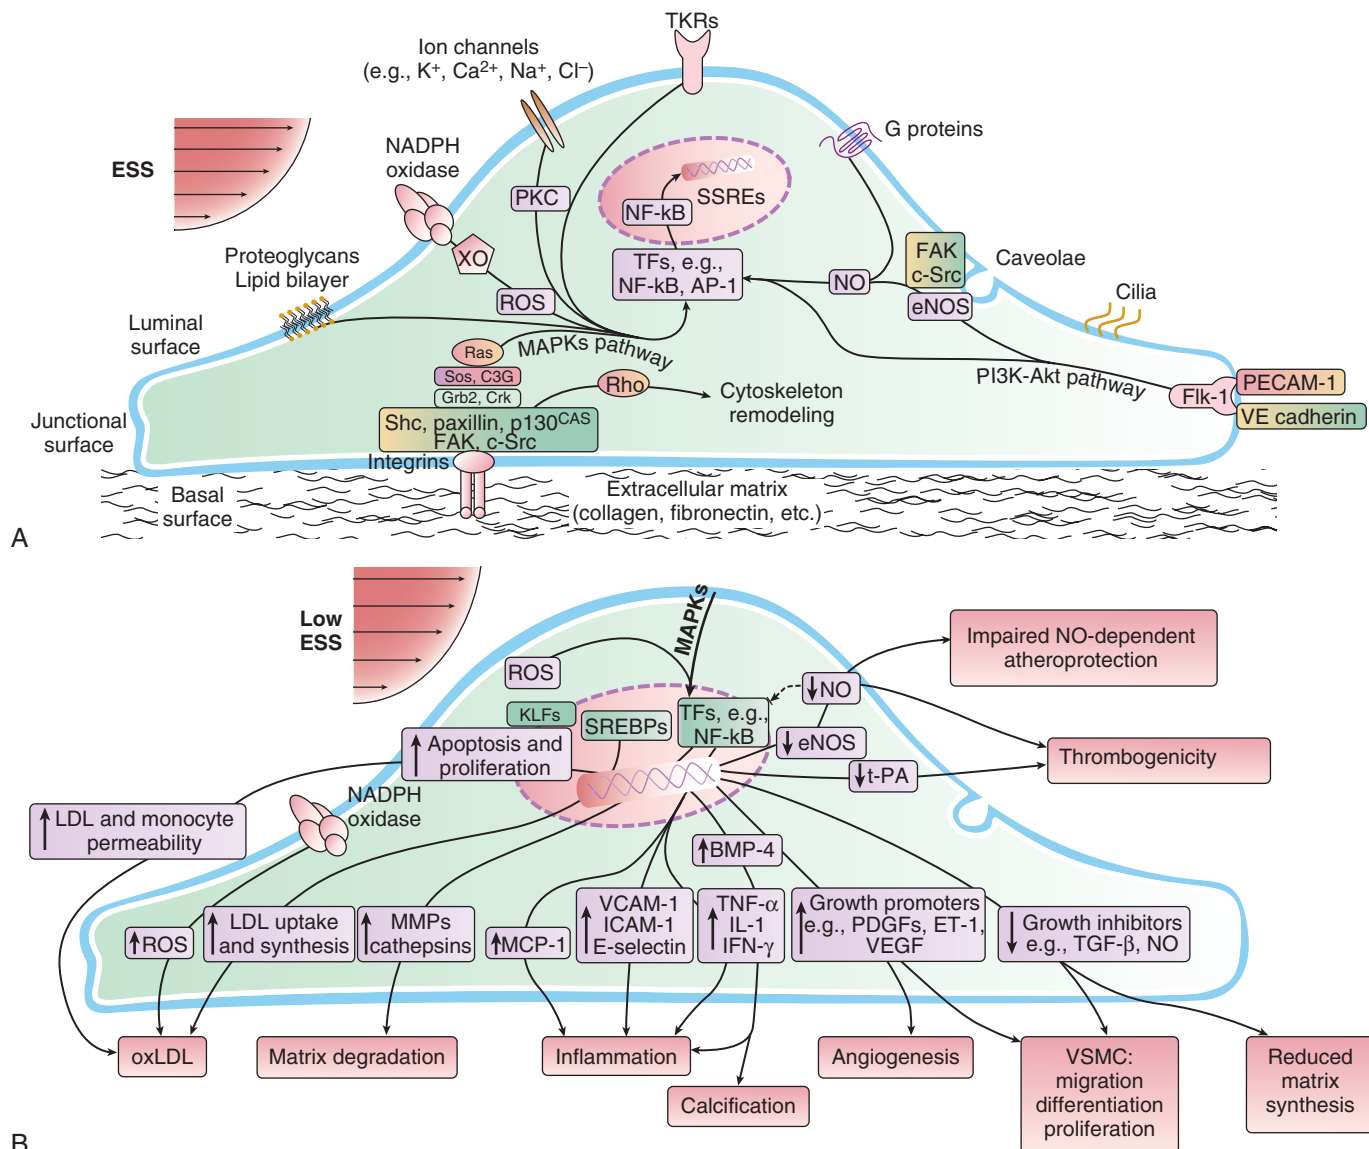 TKRs
Ion channels
(e.g., K⁺, Ca²⁺, Na⁺, Cl⁻)
G proteins
NADPH
oxidase
ESS
PKC
NF-kB
SSREs
XO
FAK
c-Src
Caveolae
Proteoglycans
Lipid bilayer
TFs, e.g.,
NF-kB, AP-1
NO
Cilia
ROS
eNOS
Luminal
surface
MAPKs pathway
Ras
Sos, C3G
Rho
PI3K-Akt pathway
PECAM-1
Grb2, Crk
Cytoskeleton
remodeling
Flk-1
VE cadherin
Junctional
surface
Shc, paxillin, p130ᶜᴬˢ
FAK, c-Src
Integrins
Basal
surface
Extracellular matrix
(collagen, fibronectin, etc.)
A
Low
ESS
MAPKs
Impaired NO-dependent
atheroprotection
ROS
↓NO
KLFs
SREBPs
TFs, e.g.,
NF-kB
↑ Apoptosis and
proliferation
↓eNOS
Thrombogenicity
↓t-PA
NADPH
oxidase
↑ LDL and monocyte
permeability
↑BMP-4
↑ROS
↑ LDL uptake
and synthesis
↑ MMPs
cathepsins
↑MCP-1
↑ VCAM-1
ICAM-1
E-selectin
↑ TNF-α
IL-1
IFN-γ
↑ Growth promoters
e.g., PDGFs, ET-1,
VEGF
↓ Growth inhibitors
e.g., TGF-β, NO
oxLDL
Matrix degradation
Inflammation
Angiogenesis
VSMC:
migration
differentiation
proliferation
Reduced
matrix
synthesis
Calcification
B